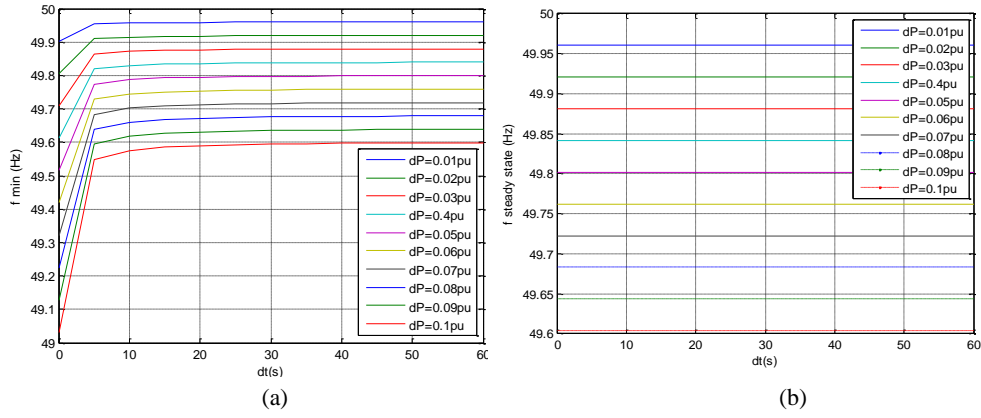 50
49.9
49.8
49.7
49.6
49.5
49.4
49.3
49.2
49.1
49
f min (Hz)
0 10 20 30 40 50 60
dt(s)
dP=0.01pu
dP=0.02pu
dP=0.03pu
dP=0.4pu
dP=0.05pu
dP=0.06pu
dP=0.07pu
dP=0.08pu
dP=0.09pu
dP=0.1pu
(a)
50
49.95
49.9
49.85
49.8
49.75
49.7
49.65
49.6
f steady state (Hz)
0 10 20 30 40 50 60
dt(s)
dP=0.01pu
dP=0.02pu
dP=0.03pu
dP=0.4pu
dP=0.05pu
dP=0.06pu
dP=0.07pu
dP=0.08pu
dP=0.09pu
dP=0.1pu
(b)